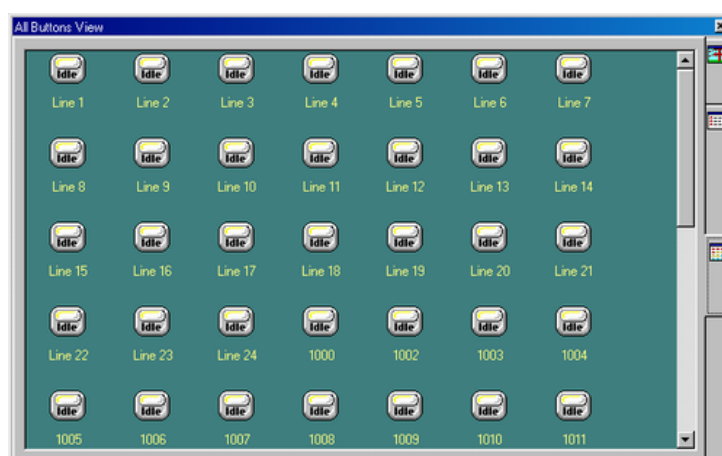 All Buttons View
Idle Idle Idle Idle Idle Idle Idle
Line 1 Line 2 Line 3 Line 4 Line 5 Line 6 Line 7
Idle Idle Idle Idle Idle Idle Idle
Line 8 Line 9 Line 10 Line 11 Line 12 Line 13 Line 14
Idle Idle Idle Idle Idle Idle Idle
Line 15 Line 16 Line 17 Line 18 Line 19 Line 20 Line 21
Idle Idle Idle Idle Idle Idle Idle
Line 22 Line 23 Line 24 1000 1002 1003 1004
Idle Idle Idle Idle Idle Idle Idle
1005 1006 1007 1008 1009 1010 1011